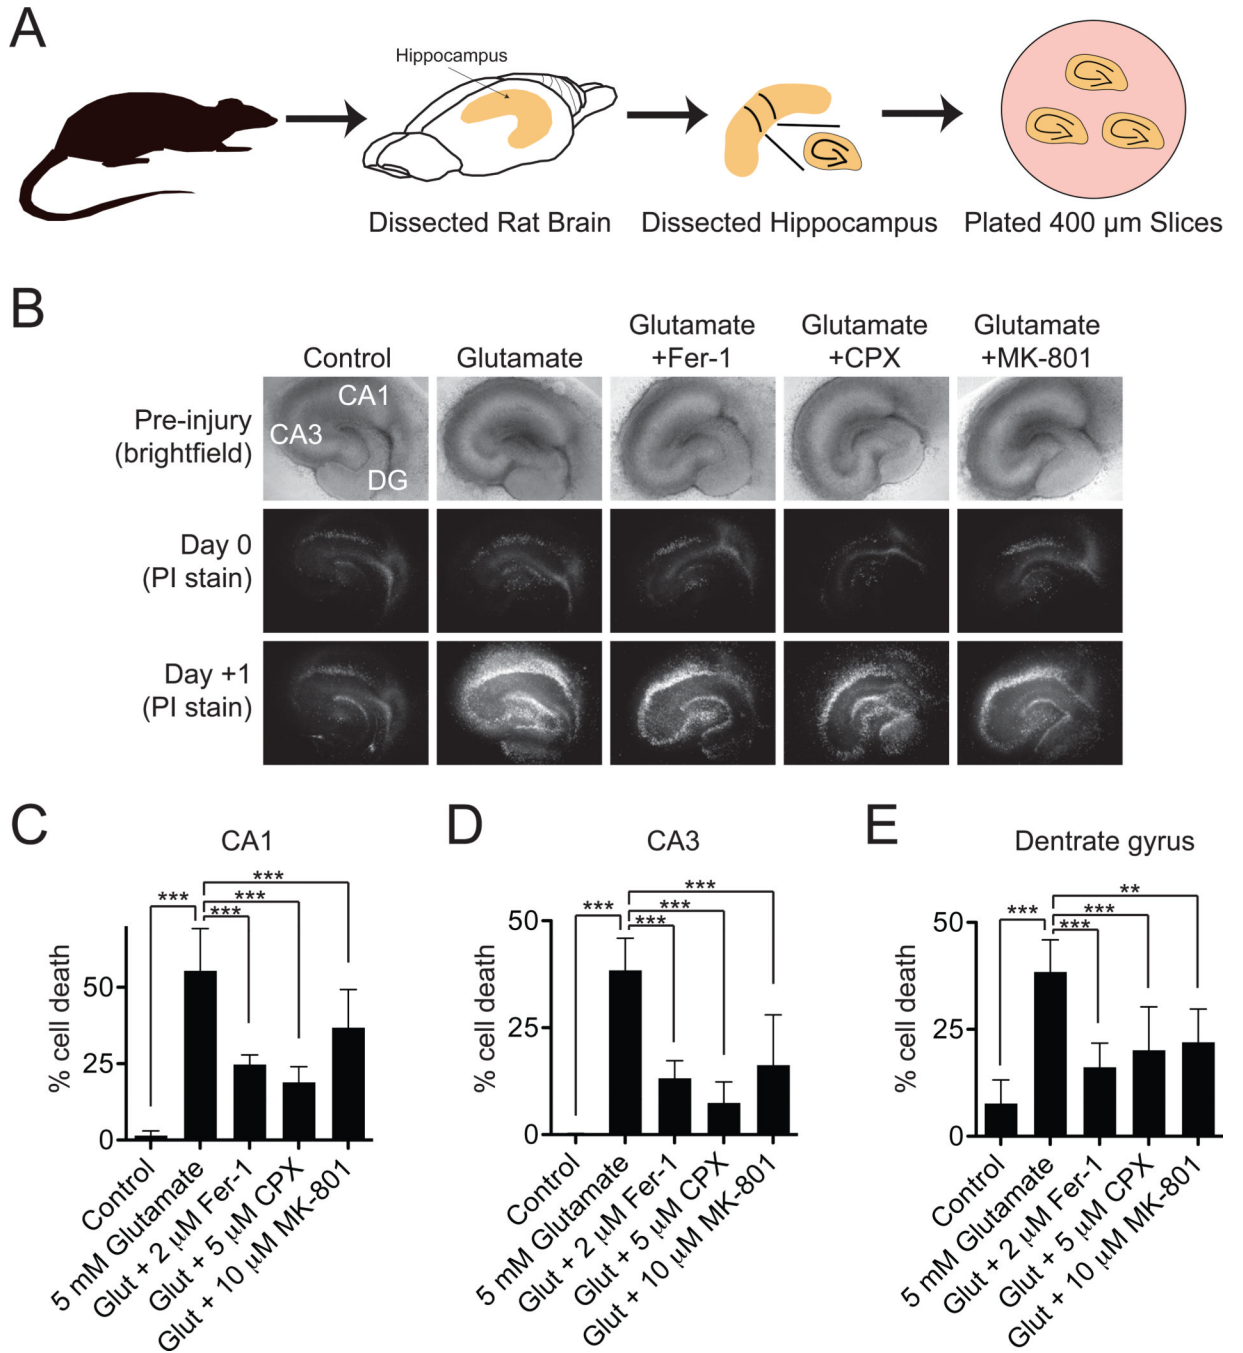 A
Hippocampus
Dissected Rat Brain
Dissected Hippocampus
Plated 400 μm Slices
B
Control
Glutamate
Glutamate
+Fer-1
Glutamate
+CPX
Glutamate
+MK-801
Pre-injury
(brightfield)
CA1
CA3
DG
Day 0
(PI stain)
Day +1
(PI stain)
C
CA1
***
***
***
***
% cell death
50
25
0
Control
5 mM Glutamate
Glut + 2 μM Fer-1
Glut + 5 μM CPX
Glut + 10 μM MK-801
D
CA3
***
***
***
***
% cell death
50
25
0
Control
5 mM Glutamate
Glut + 2 μM Fer-1
Glut + 5 μM CPX
Glut + 10 μM MK-801
E
Dentrate gyrus
**
***
***
***
% cell death
50
25
0
Control
5 mM Glutamate
Glut + 2 μM Fer-1
Glut + 5 μM CPX
Glut + 10 μM MK-801